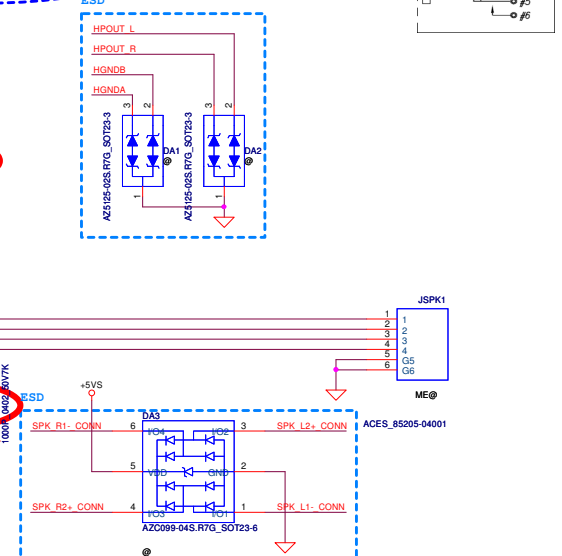 ESD
#5
#6
HPOUT_L
HPOUT_R
HGNDB
HGNDA
3
2
3
2
AZ5125-02S.R7G_SOT23-3
DA1
@
AZ5125-02S.R7G_SOT23-3
DA2
@
1
1
JSPK1
1
1
2
2
3
3
4
4
5
G5
6
G6
ME@
ACES_85205-04001
ESD
+5VS
DA3
SPK_R1-_CONN
6
I/O4
I/O2
3
SPK_L2+_CONN
5
VDD
GND
2
SPK_R2+_CONN
4
I/O3
I/O1
1
SPK_L1-_CONN
AZC099-04S.R7G_SOT23-6
@